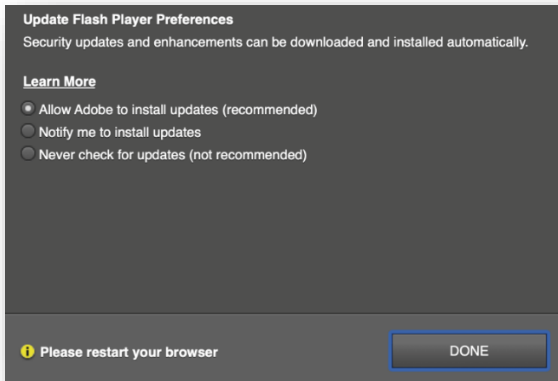 Update Flash Player Preferences
Security updates and enhancements can be downloaded and installed automatically.
Learn More
Allow Adobe to install updates (recommended)
Notify me to install updates
Never check for updates (not recommended)
Please restart your browser
DONE